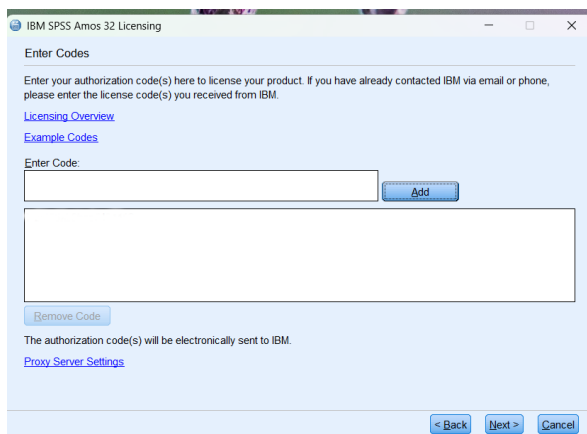 IBM SPSS Amos 32 Licensing
Enter Codes
Enter your authorization code(s) here to license your product. If you have already contacted IBM via email or phone,
please enter the license code(s) you received from IBM.
Licensing Overview
Example Codes
Enter Code:
Add
Remove Code
The authorization code(s) will be electronically sent to IBM.
Proxy Server Settings
< Back Next > Cancel